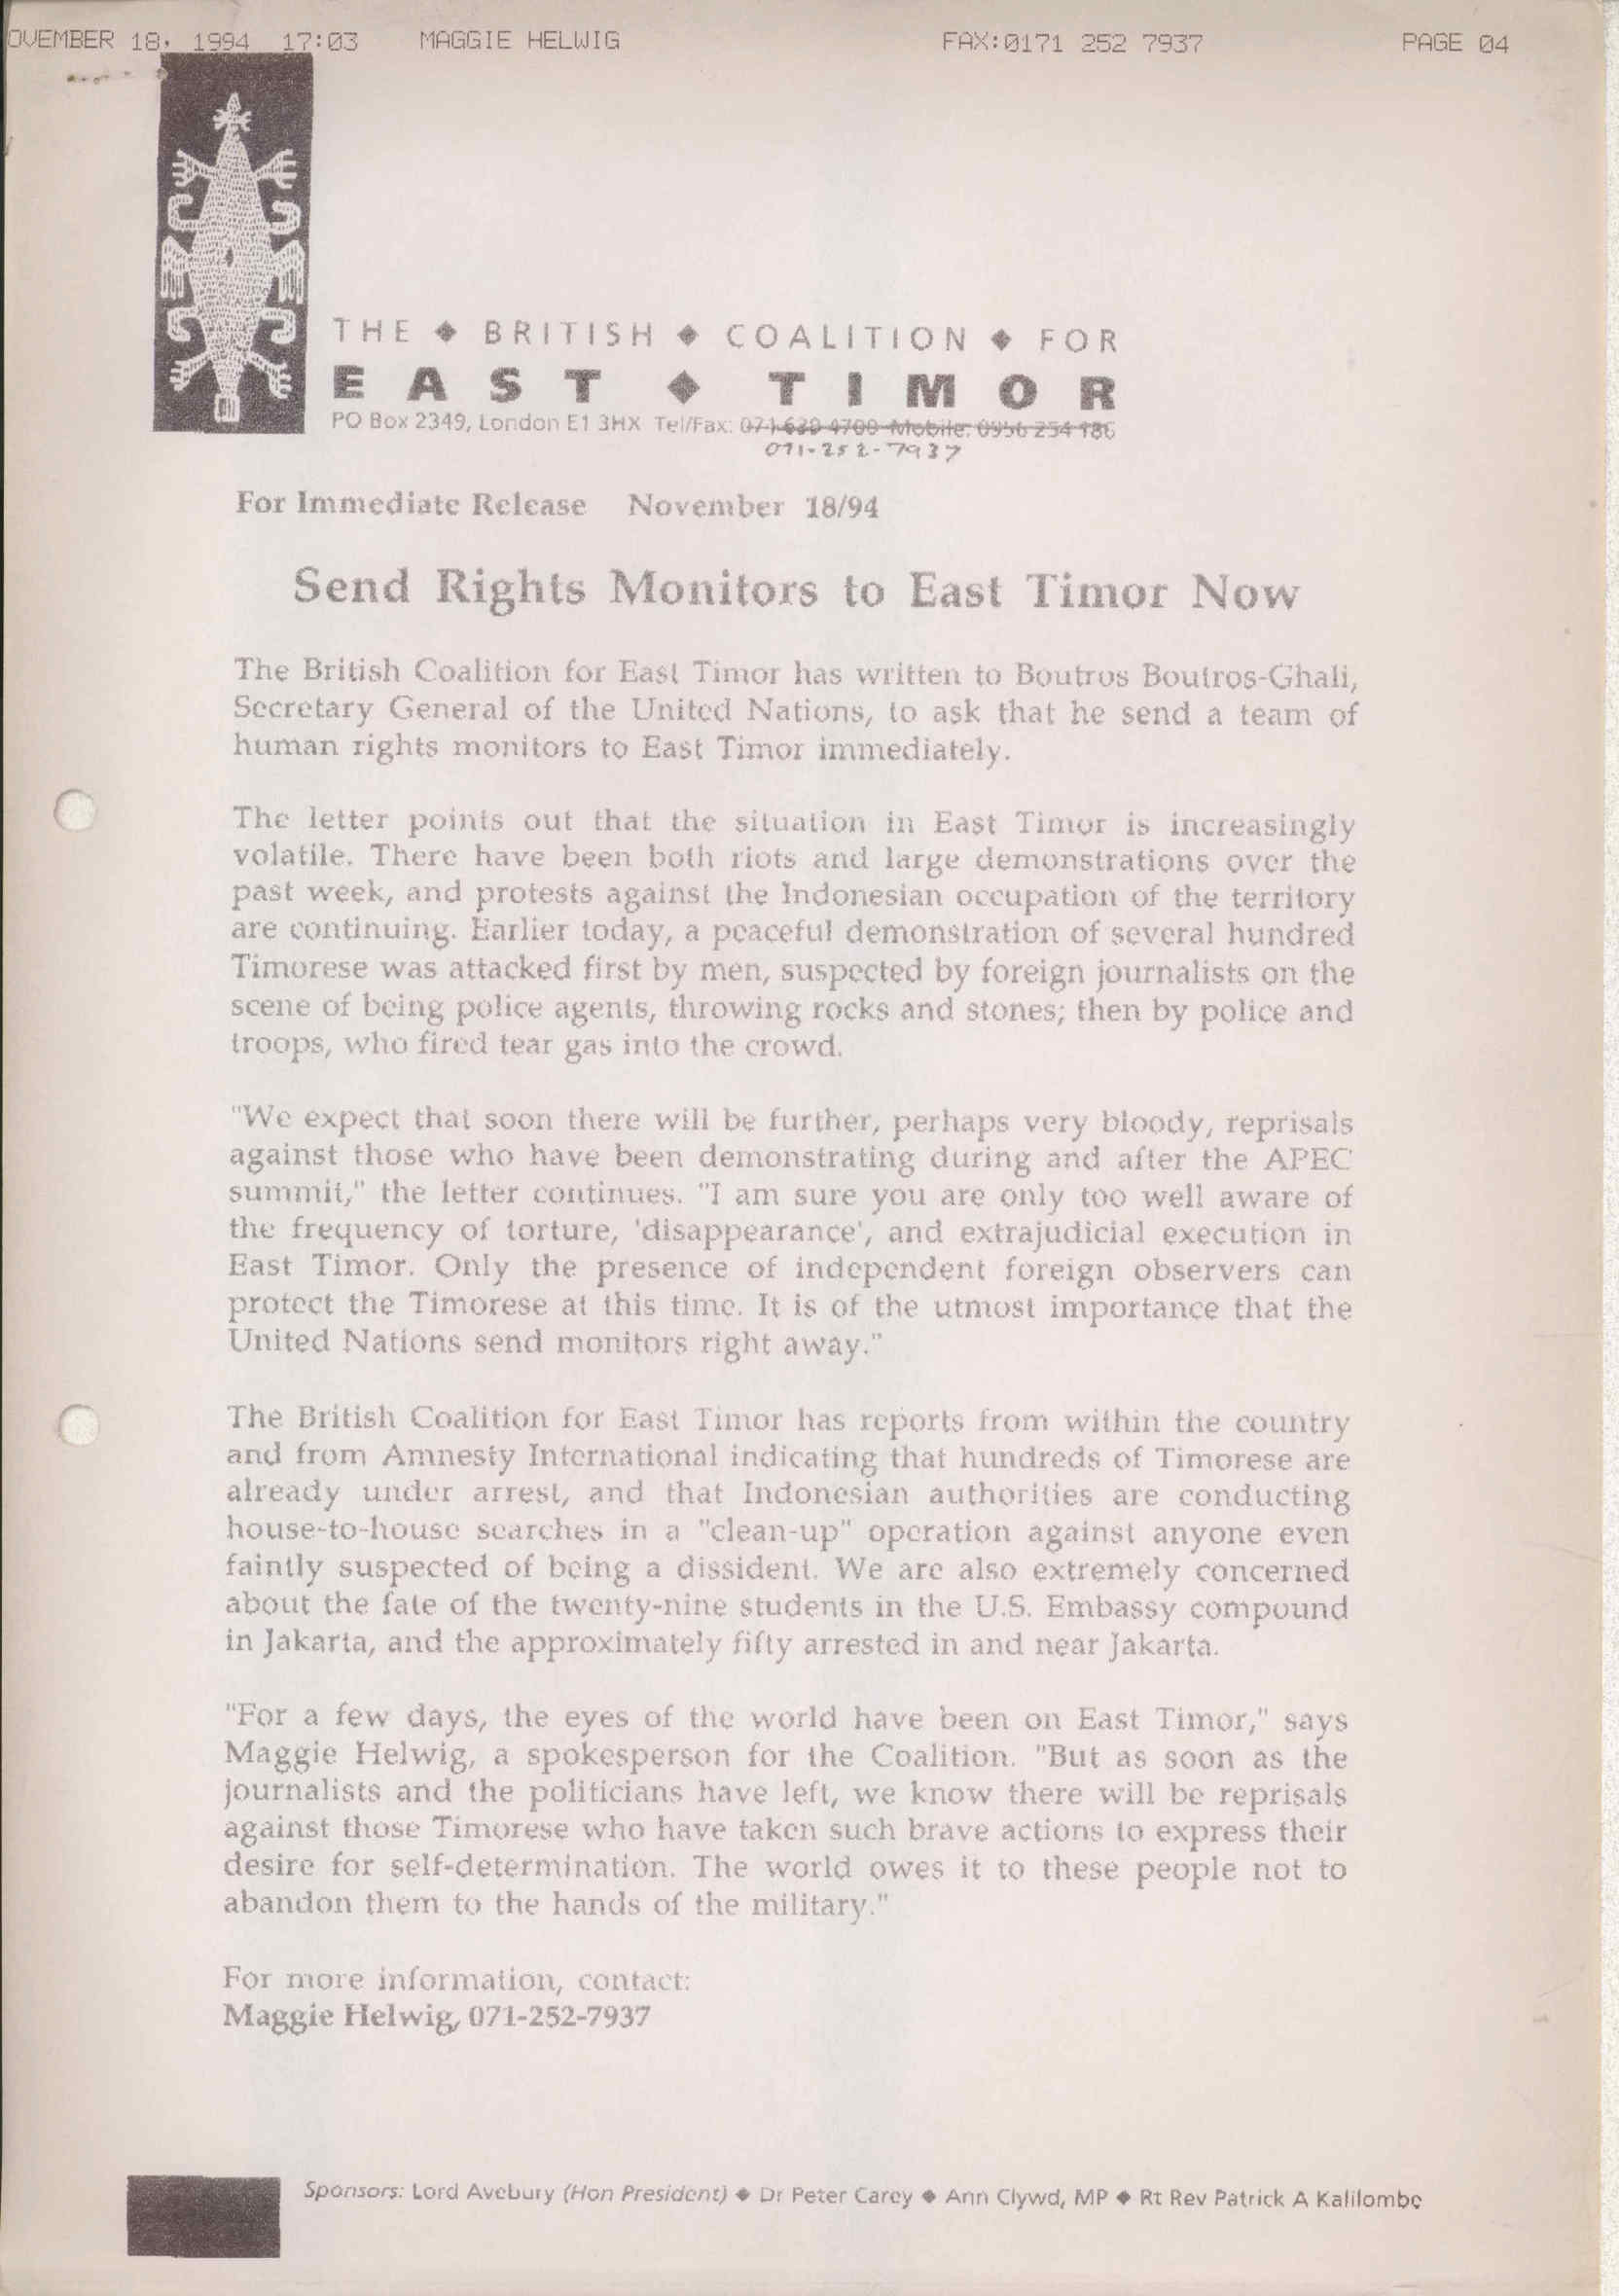 OVEMBER 18, 1994 17:03 MAGGIE HELWIG FAX:0171 252 7937 PAGE 04
THE ◆ BRITISH ◆ COALITION ◆ FOR
EAST ◆ TIMOR
PO Box 2349, London E1 3HX Tel/Fax: 071 639 4700 Mobile: 0956 254 186
071-252-7937
For Immediate Release November 18/94
Send Rights Monitors to East Timor Now
The British Coalition for East Timor has written to Boutros Boutros-Ghali,
Secretary General of the United Nations, to ask that he send a team of
human rights monitors to East Timor immediately.
The letter points out that the situation in East Timor is increasingly
volatile. There have been both riots and large demonstrations over the
past week, and protests against the Indonesian occupation of the territory
are continuing. Earlier today, a peaceful demonstration of several hundred
Timorese was attacked first by men, suspected by foreign journalists on the
scene of being police agents, throwing rocks and stones; then by police and
troops, who fired tear gas into the crowd.
"We expect that soon there will be further, perhaps very bloody, reprisals
against those who have been demonstrating during and after the APEC
summit," the letter continues. "I am sure you are only too well aware of
the frequency of torture, 'disappearance', and extrajudicial execution in
East Timor. Only the presence of independent foreign observers can
protect the Timorese at this time. It is of the utmost importance that the
United Nations send monitors right away."
The British Coalition for East Timor has reports from within the country
and from Amnesty International indicating that hundreds of Timorese are
already under arrest, and that Indonesian authorities are conducting
house-to-house searches in a "clean-up" operation against anyone even
faintly suspected of being a dissident. We are also extremely concerned
about the fate of the twenty-nine students in the U.S. Embassy compound
in Jakarta, and the approximately fifty arrested in and near Jakarta.
"For a few days, the eyes of the world have been on East Timor," says
Maggie Helwig, a spokesperson for the Coalition. "But as soon as the
journalists and the politicians have left, we know there will be reprisals
against those Timorese who have taken such brave actions to express their
desire for self-determination. The world owes it to these people not to
abandon them to the hands of the military."
For more information, contact:
Maggie Helwig, 071-252-7937
Sponsors: Lord Avebury (Hon President) ◆ Dr Peter Carey ◆ Ann Clywd, MP ◆ Rt Rev Patrick A Kalilombe